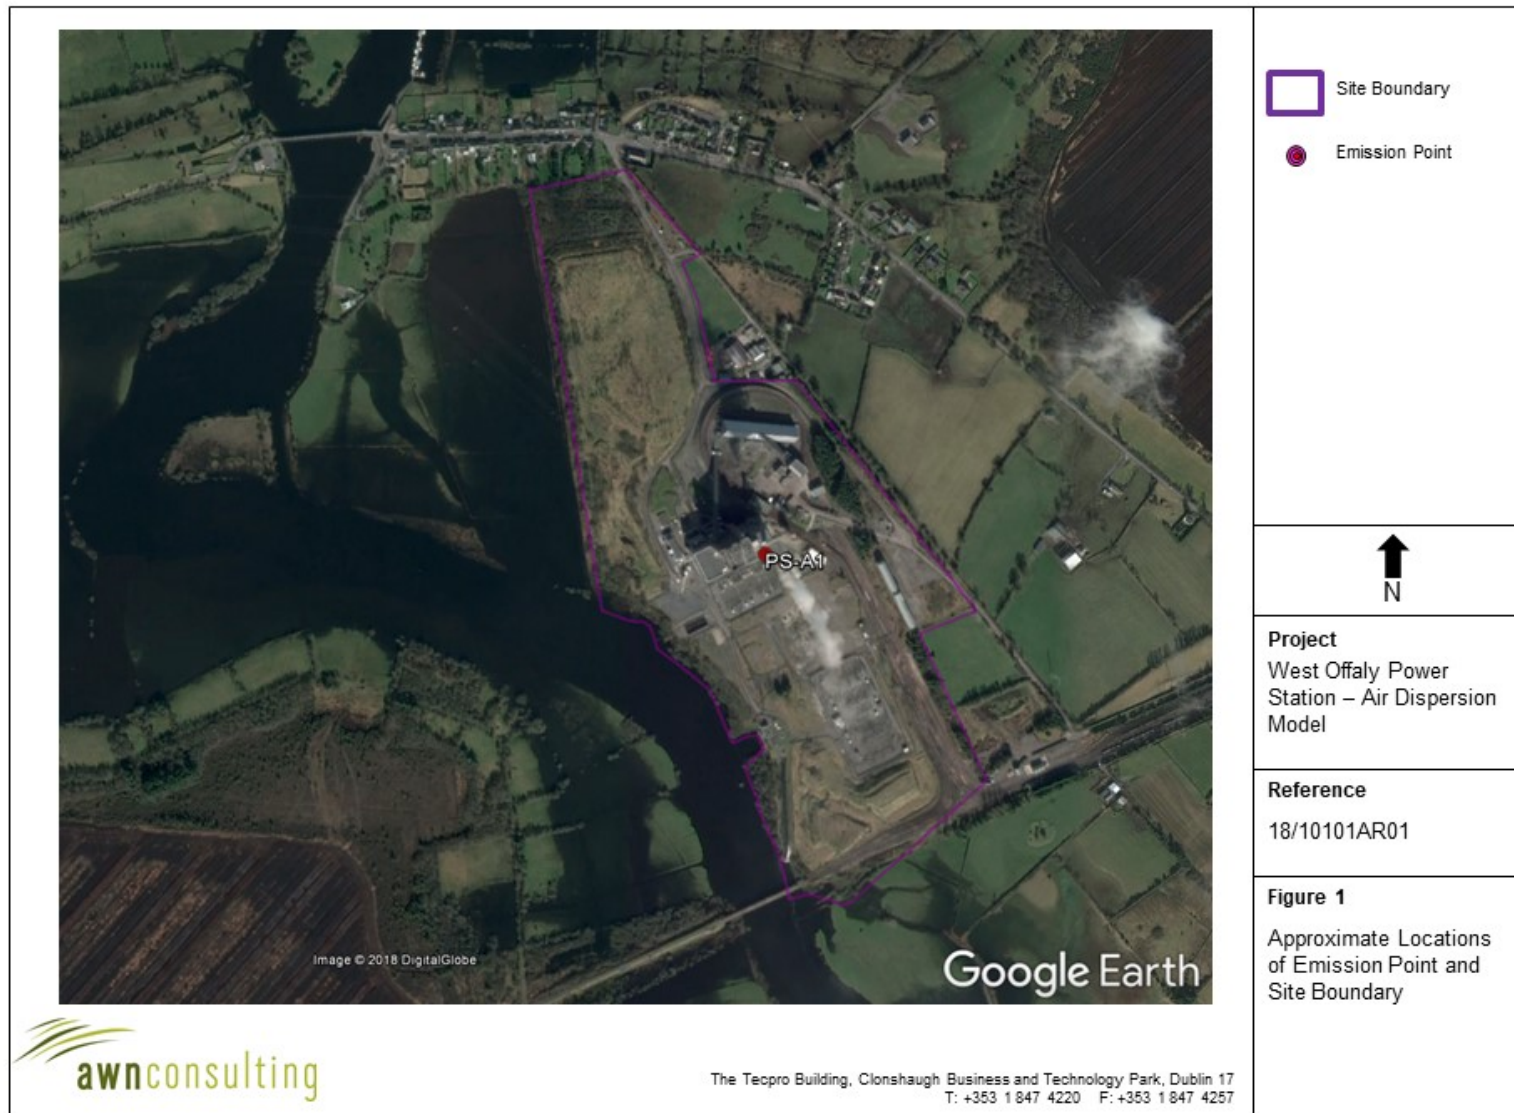 Site Boundary
Emission Point
PS-A1
N
Project
West Offaly Power
Station – Air Dispersion
Model
Reference
18/10101AR01
Figure 1
Approximate Locations
of Emission Point and
Site Boundary
Image © 2018 DigitalGlobe
Google Earth
awnconsulting
The Tecpro Building, Clonshaugh Business and Technology Park, Dublin 17
T: +353 1 847 4220 F: +353 1 847 4257